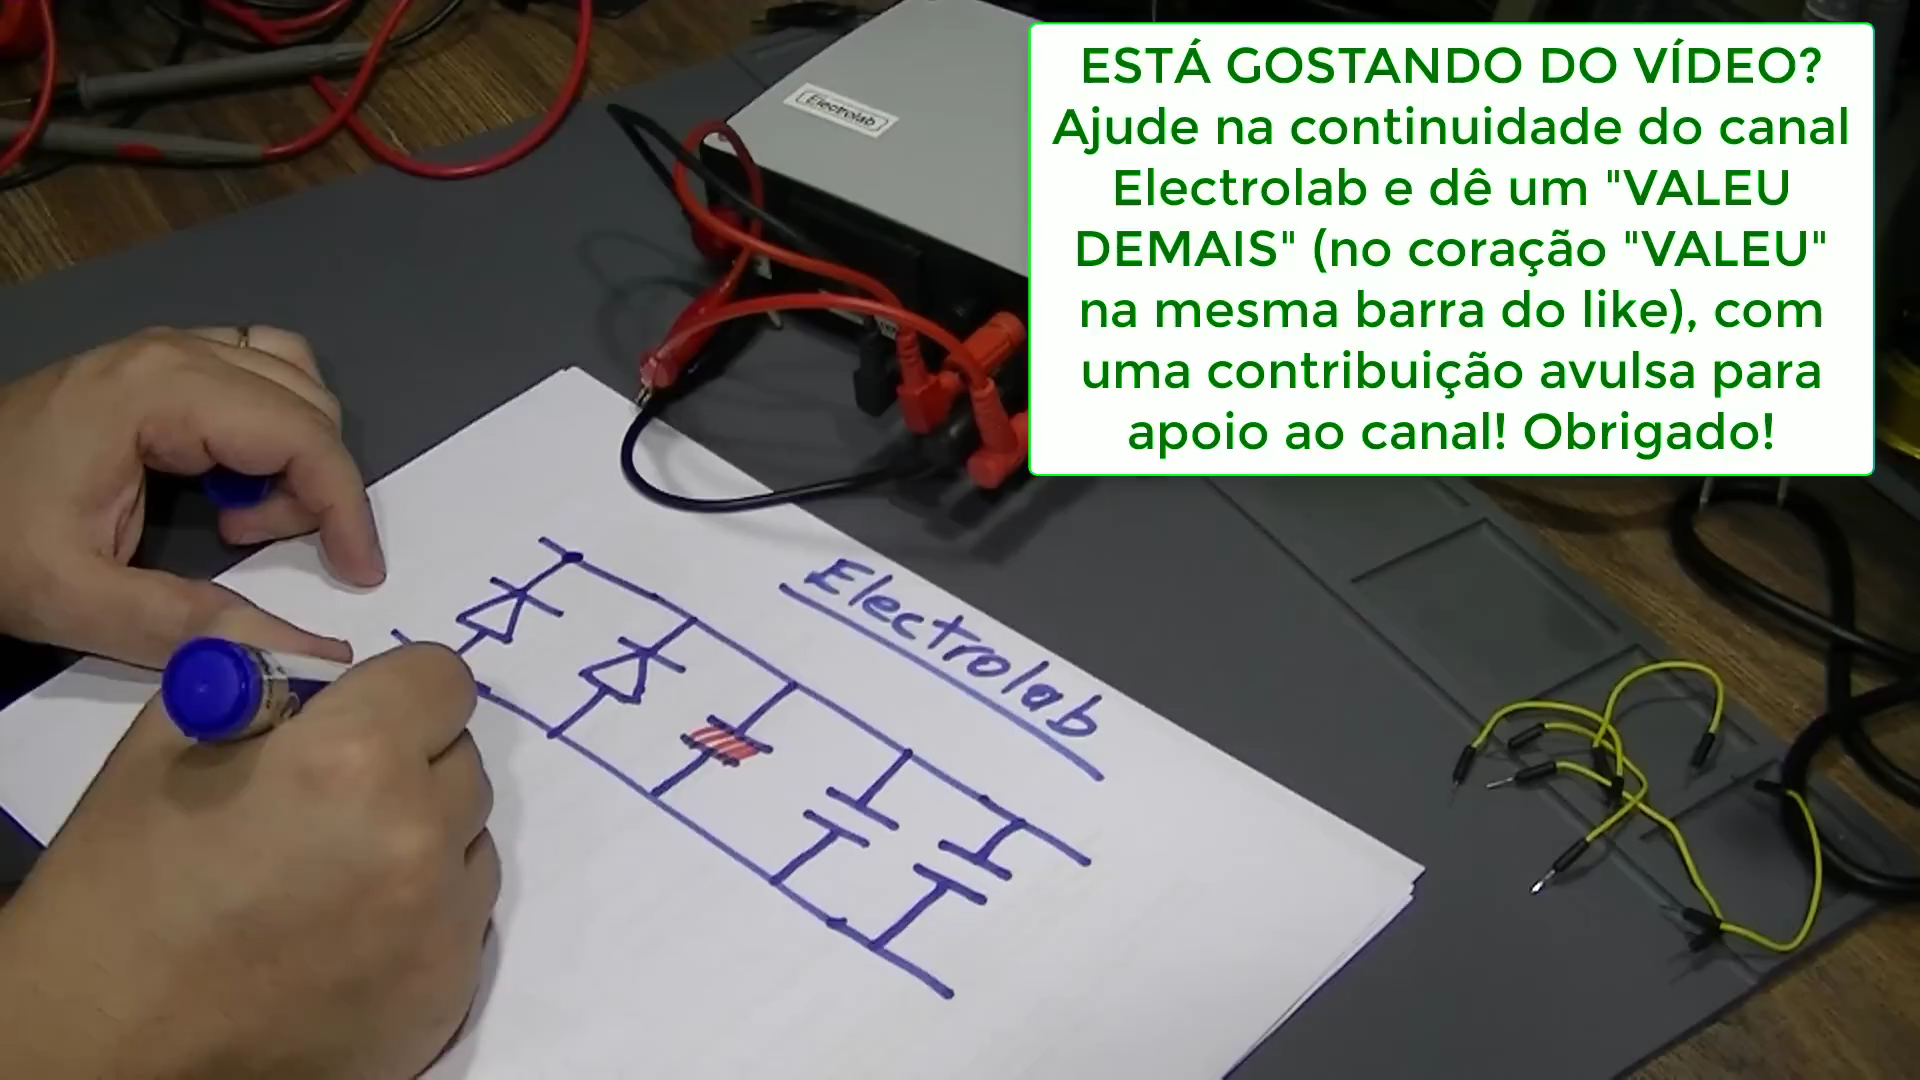 Electrolab
ESTÁ GOSTANDO DO VÍDEO?
Ajude na continuidade do canal
Electrolab e dê um "VALEU
DEMAIS" (no coração "VALEU"
na mesma barra do like), com
uma contribuição avulsa para
apoio ao canal! Obrigado!
Electrolab